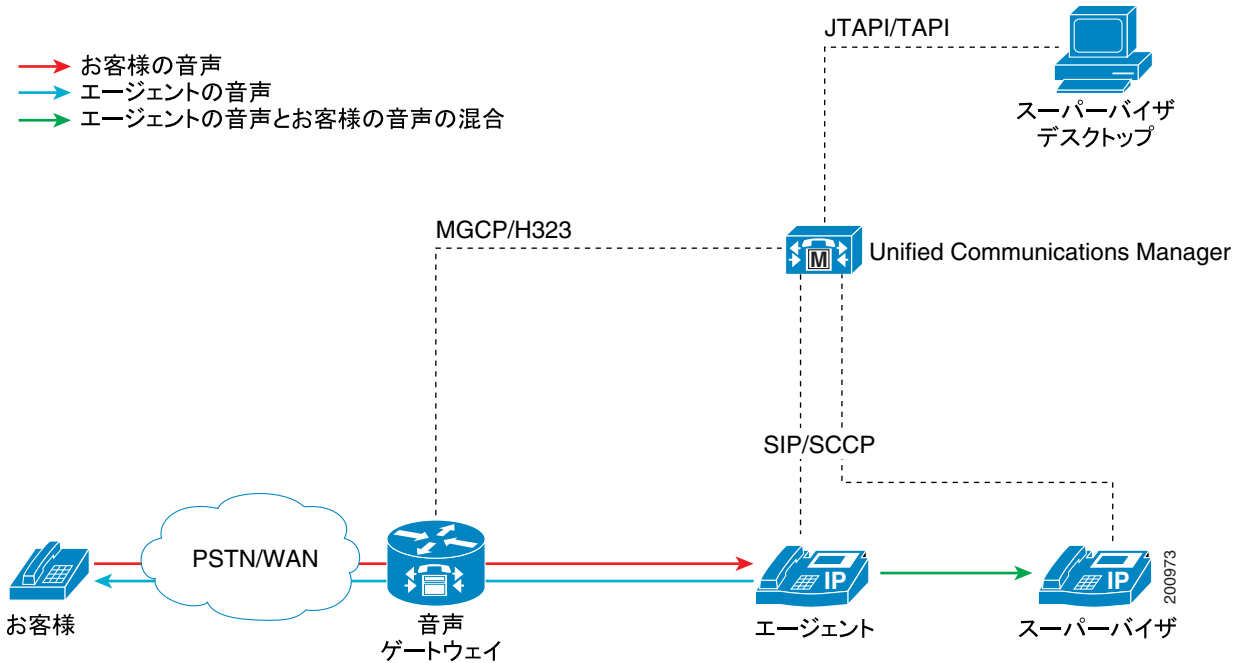 JTAPI/TAPI
お客様の音声
エージェントの音声
エージェントの音声とお客様の音声の混合
スーパーバイザ
デスクトップ
MGCP/H323
M
Unified Communications Manager
SIP/SCCP
PSTN/WAN
IP
IP
200973
お客様
音声
ゲートウェイ
エージェント
スーパーバイザ